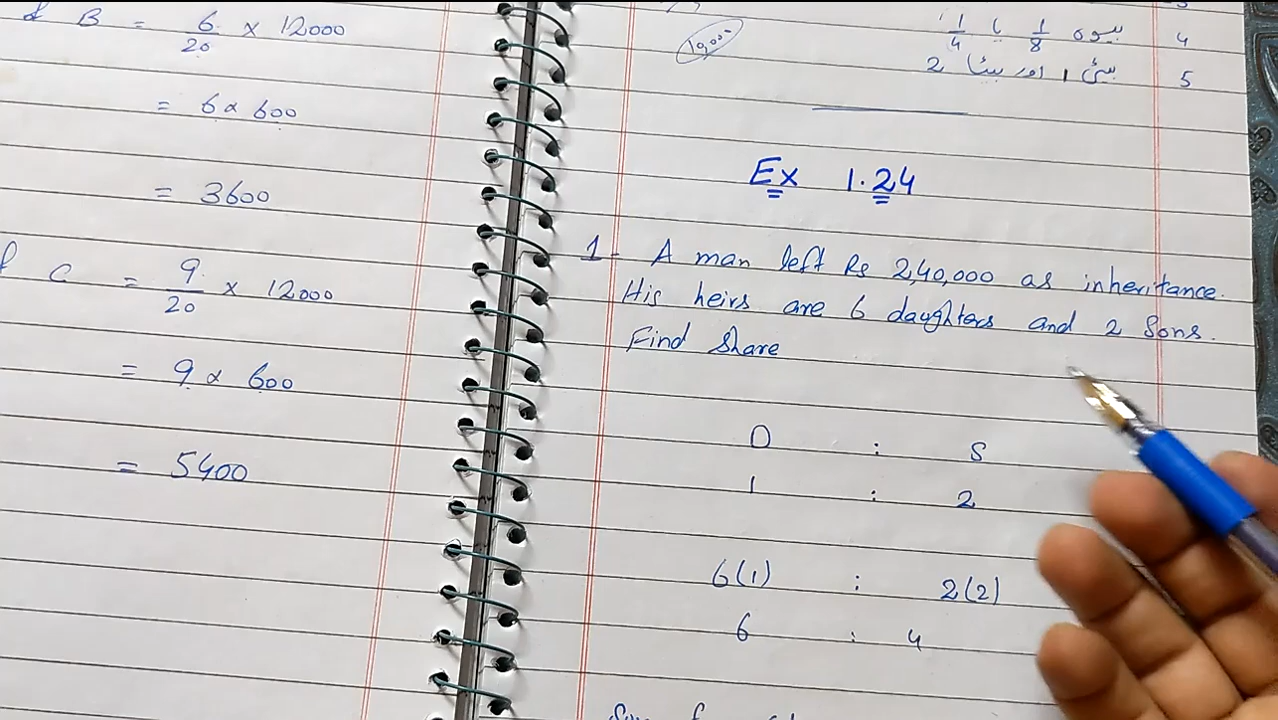 B = 6/20 x 12000
= 6 x 600
= 3600
C = 9/20 x 12000
= 9 x 600
= 5400
10,000
4 بیوہ 1/8 یا 1/4
5 بیٹی 1 اور بیٹا 2
Ex 1.24
1- A man left Rs 2,40,000 as inheritance.
His heirs are 6 daughters and 2 Sons.
Find Share
D : S
1 : 2
6(1) : 2(2)
6 : 4